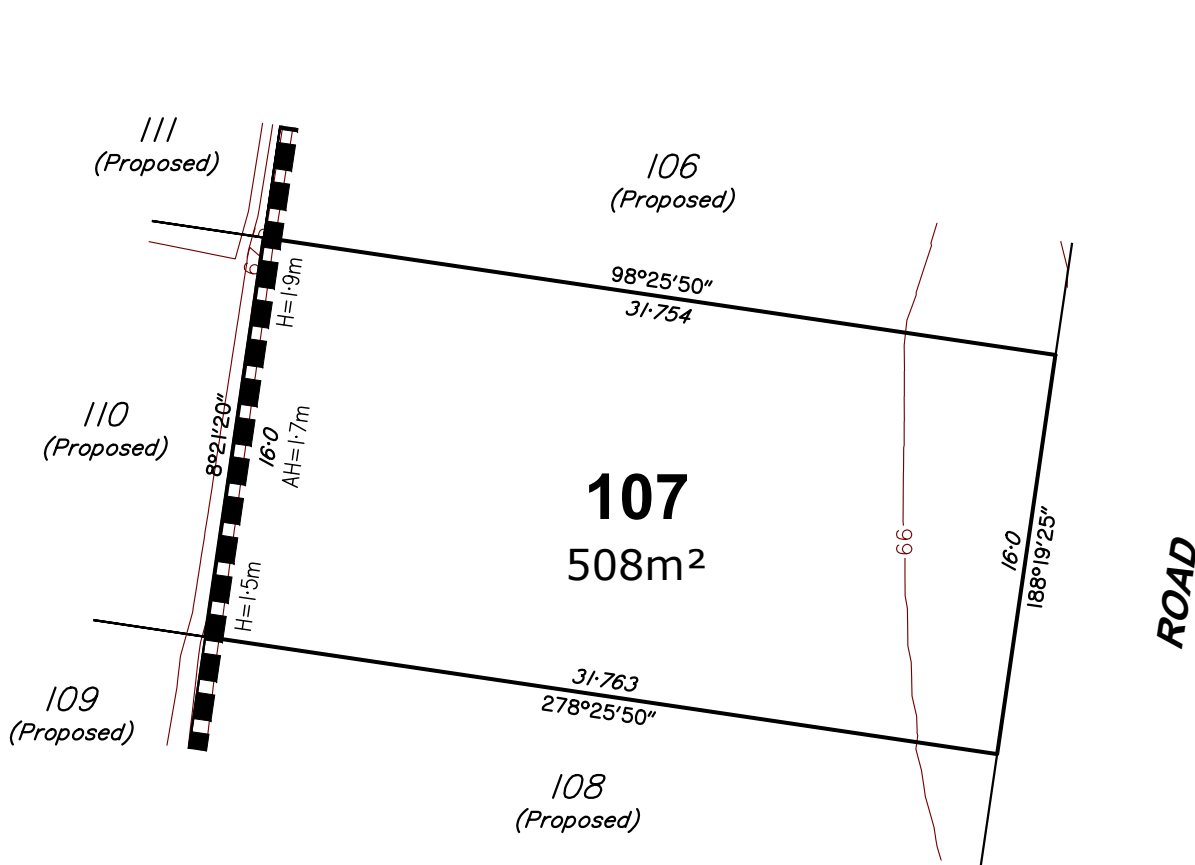 111
(Proposed)
106
(Proposed)
98°25'50"
31·754
H=1·9m
110
(Proposed)
8°21'20"
16·0
AH=1·7m
107
508m²
99
16·0
188°19'25"
ROAD
H=1·5m
31·763
278°25'50"
109
(Proposed)
108
(Proposed)